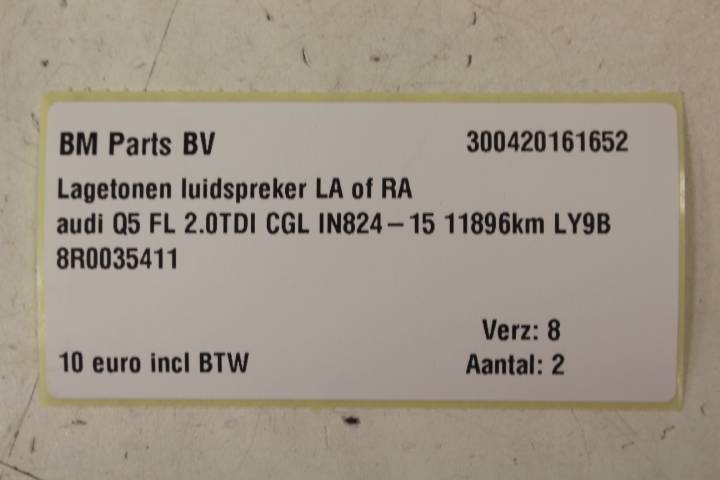 BM Parts BV 300420161652
Lagetonen luidspreker LA of RA
audi Q5 FL 2.0TDI CGL IN824-15 11896km LY9B
8R0035411
Verz: 8
10 euro incl BTW Aantal: 2